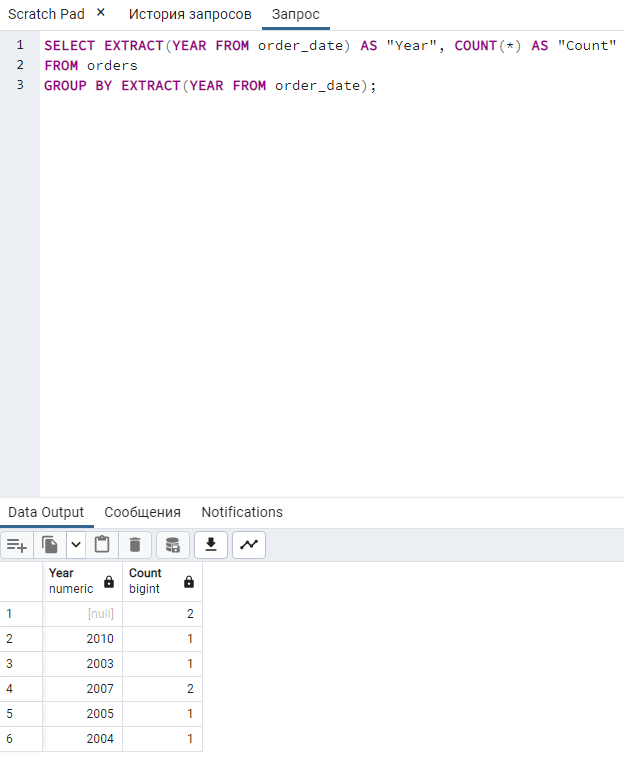 Scratch Pad × История запросов Запрос
1 SELECT EXTRACT(YEAR FROM order_date) AS "Year", COUNT(*) AS "Count"
2 FROM orders
3 GROUP BY EXTRACT(YEAR FROM order_date);
Data Output Сообщения Notifications
Year Count
numeric bigint
1 [null] 2
2 2010 1
3 2003 1
4 2007 2
5 2005 1
6 2004 1